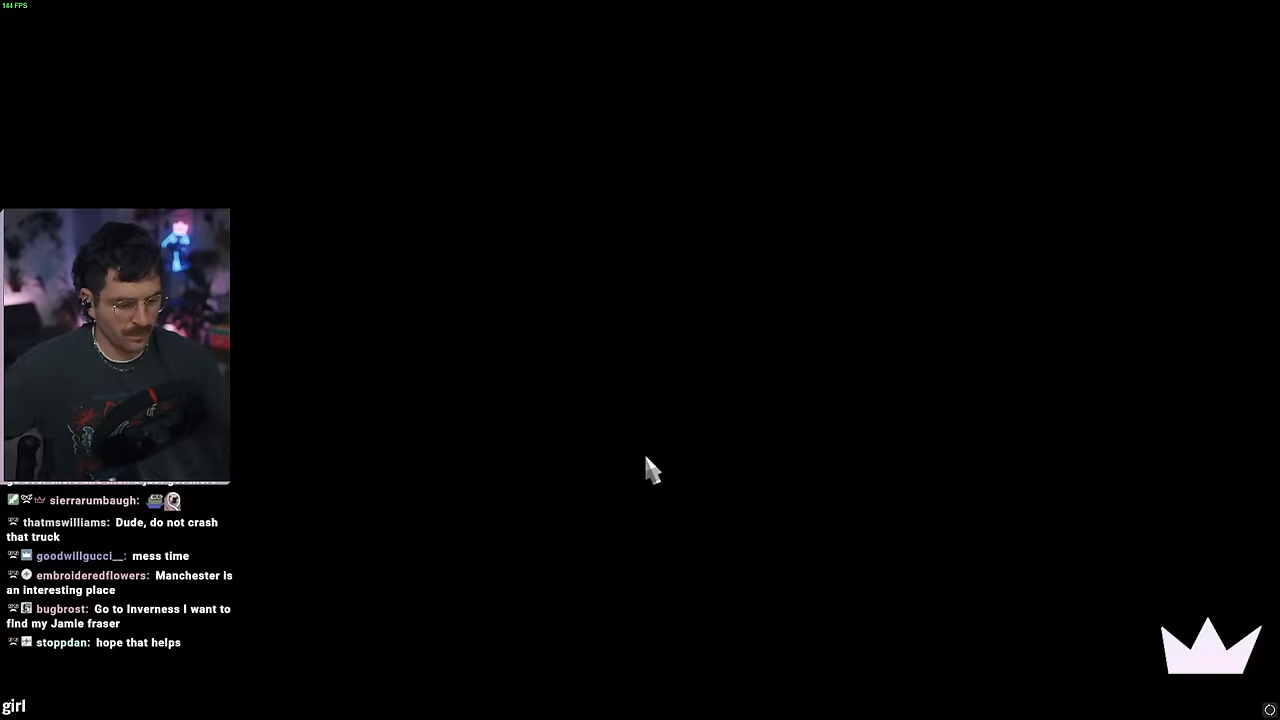 144 FPS
sierrarumbaugh:
thatmswilliams: Dude, do not crash
that truck
goodwillgucci__: mess time
embroideredflowers: Manchester is
an interesting place
bugbrost: Go to Inverness I want to
find my Jamie fraser
stoppdan: hope that helps
girl